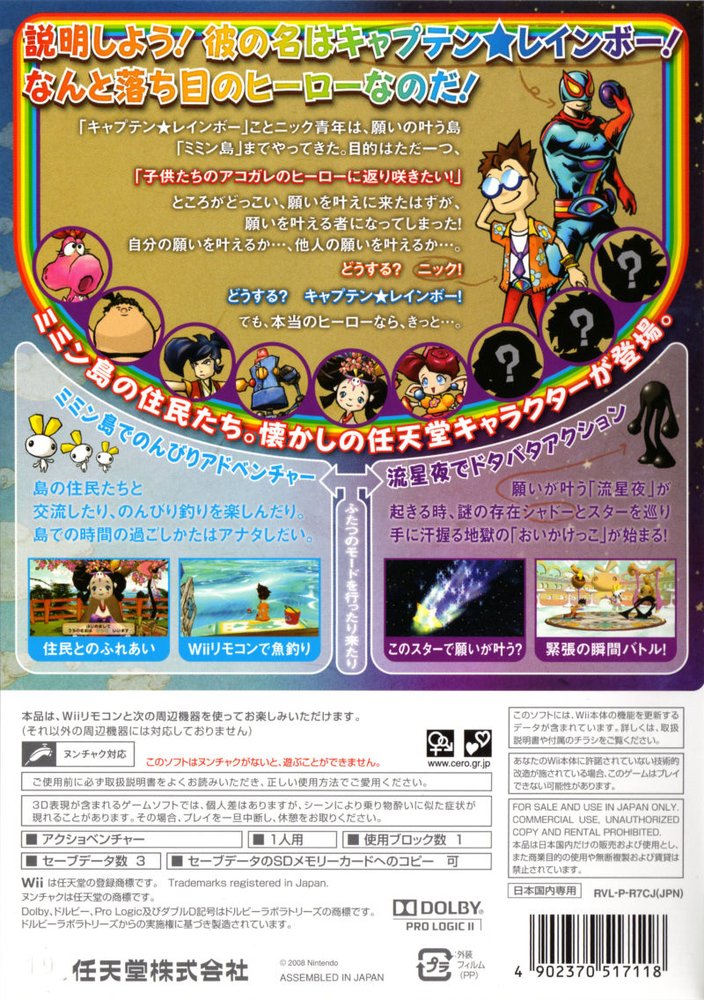 説明しよう！彼の名はキャプテン★レインボー！
なんと落ち目のヒーローなのだ！
「キャプテン★レインボー」ことニック青年は、願いの叶う島
「ミミン島」までやってきた。目的はただ一つ、
「子供たちのアコガレのヒーローに返り咲きたい！」
ところがどっこい、願いを叶えに来たはずが、
願いを叶える者になってしまった！
自分の願いを叶えるか…、他人の願いを叶えるか…。
どうする？ ニック！
どうする？ キャプテン★レインボー！
でも、本当のヒーローなら、きっと…。
?
?
?
ミミン島の住民たち。懐かしの任天堂キャラクターが登場。
ミミン島でのんびりアドベンチャー
島の住民たちと
交流したり、のんびり釣りを楽しんだり。
島での時間の過ごしかたはアナタしだい。
住民とのふれあい
Wiiリモコンで魚釣り
ふたつのモードを行ったり来たり
流星夜でドタバタアクション
願いが叶う「流星夜」が
起きる時、謎の存在シャドーとスターを巡り
手に汗握る地獄の「おいかけっこ」が始まる！
このスターで願いが叶う？
緊張の瞬間バトル！
本品は、Wiiリモコンと次の周辺機器を使ってお楽しみいただけます。
（それ以外の周辺機器には対応しておりません）
ヌンチャク対応
このソフトはヌンチャクがないと、遊ぶことができません。
www.cero.gr.jp
ご使用前に必ず取扱説明書をよくお読みいただき、正しい使用方法でご愛用ください。
3D表現が含まれるゲームソフトでは、個人差はありますが、シーンにより乗り物酔いに似た症状が
現れることがあります。その場合、プレイを一旦中断し、休憩をお取りください。
■アクショベンチャー
■1人用
■使用ブロック数 1
■セーブデータ数 3
■セーブデータのSDメモリーカードへのコピー 可
Wii は任天堂の登録商標です。 Trademarks registered in Japan.
ヌンチャクは任天堂の商標です。
Dolby、ドルビー、Pro Logic及びダブルD記号はドルビーラボラトリーズの商標です。
ドルビーラボラトリーズからの実施権に基づき製造されています。
DOLBY
PRO LOGIC II
任天堂株式会社
© 2008 Nintendo
ASSEMBLED IN JAPAN
プラ
外装
フィルム
(PP)
このソフトには、Wii本体の機能を更新する
データが含まれています。詳しくは、取扱
説明書や付属のチラシをご覧ください。
あなたのWii本体に許諾されていない技術的
改造が施されている場合、このゲームはプレイ
できない可能性があります。
FOR SALE AND USE IN JAPAN ONLY.
COMMERCIAL USE, UNAUTHORIZED
COPY AND RENTAL PROHIBITED.
本品は日本国内だけの販売および使用とし、ま
た商業目的の使用や無断複製および賃貸は
禁止されています。
日本国内専用
RVL-P-R7CJ(JPN)
4 902370 517118